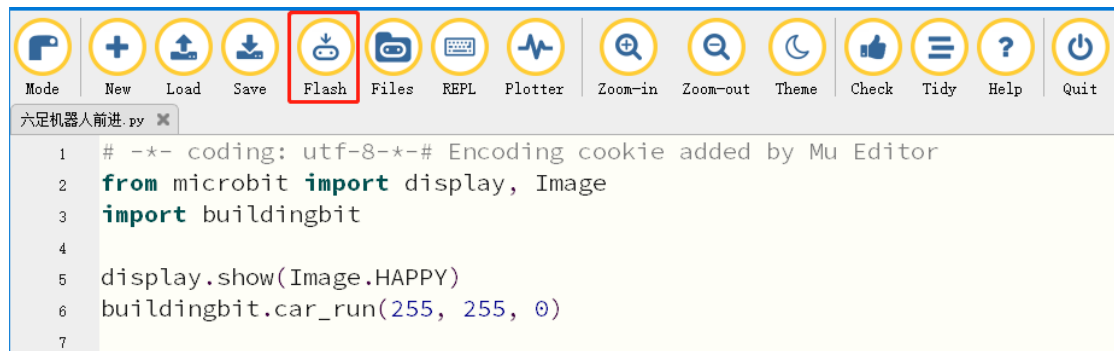 Mode New Load Save Flash Files REPL Plotter Zoom-in Zoom-out Theme Check Tidy Help Quit
六足机器人前进.py
1 # -*- coding: utf-8-*-# Encoding cookie added by Mu Editor
2 from microbit import display, Image
3 import buildingbit
4
5 display.show(Image.HAPPY)
6 buildingbit.car_run(255, 255, 0)
7